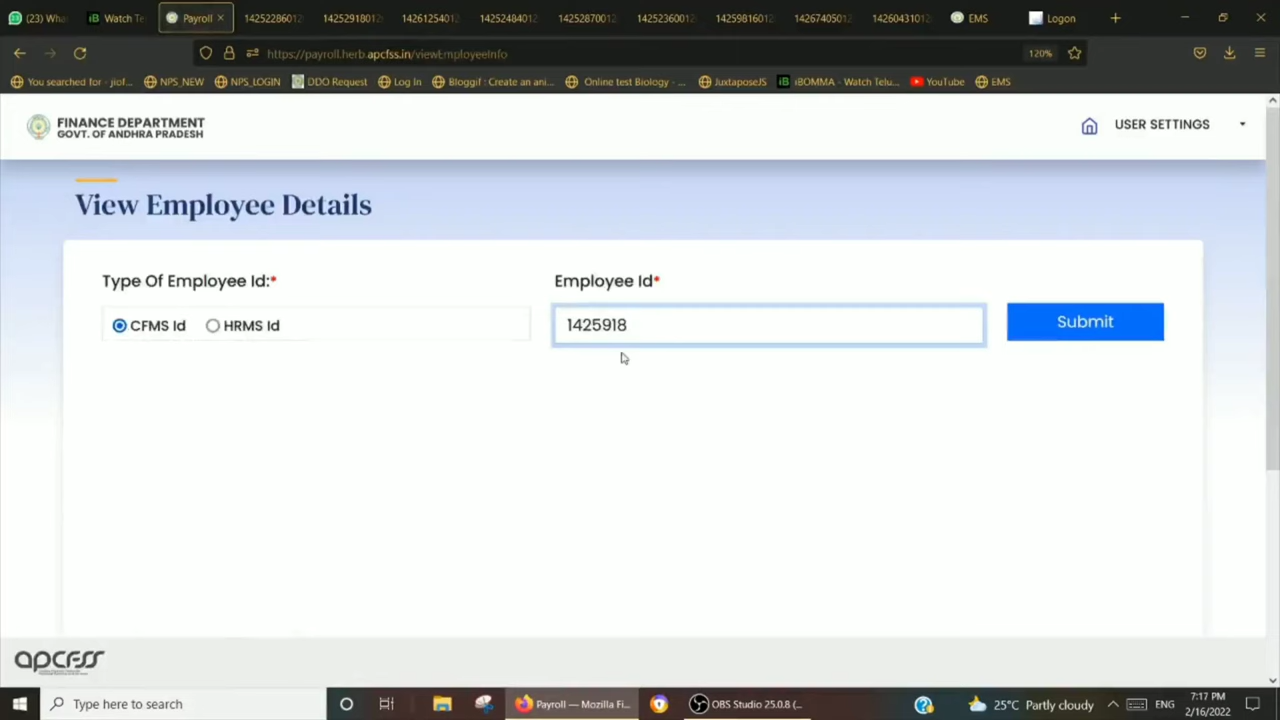 (23) Wha
Watch Te
Payroll
14252286012
14252918012
14261254012
14252484012
14252870012
14252360012
14259816012
14267405012
14260431012
EMS
Logon
https://payroll.herb.apcfss.in/viewEmployeeInfo
120%
You searched for : jiof...
NPS_NEW
NPS_LOGIN
DDO Request
Log In
Bloggif : Create an ani...
Online test Biology - ...
JuxtaposeJS
iBOMMA - Watch Telu...
YouTube
EMS
FINANCE DEPARTMENT
GOVT. OF ANDHRA PRADESH
USER SETTINGS
View Employee Details
Type Of Employee Id:*
Employee Id*
CFMS Id
HRMS Id
1425918
Submit
apcfss
Type here to search
Payroll — Mozilla Fi...
OBS Studio 25.0.8 (...
25°C Partly cloudy
ENG
7:17 PM
2/16/2022